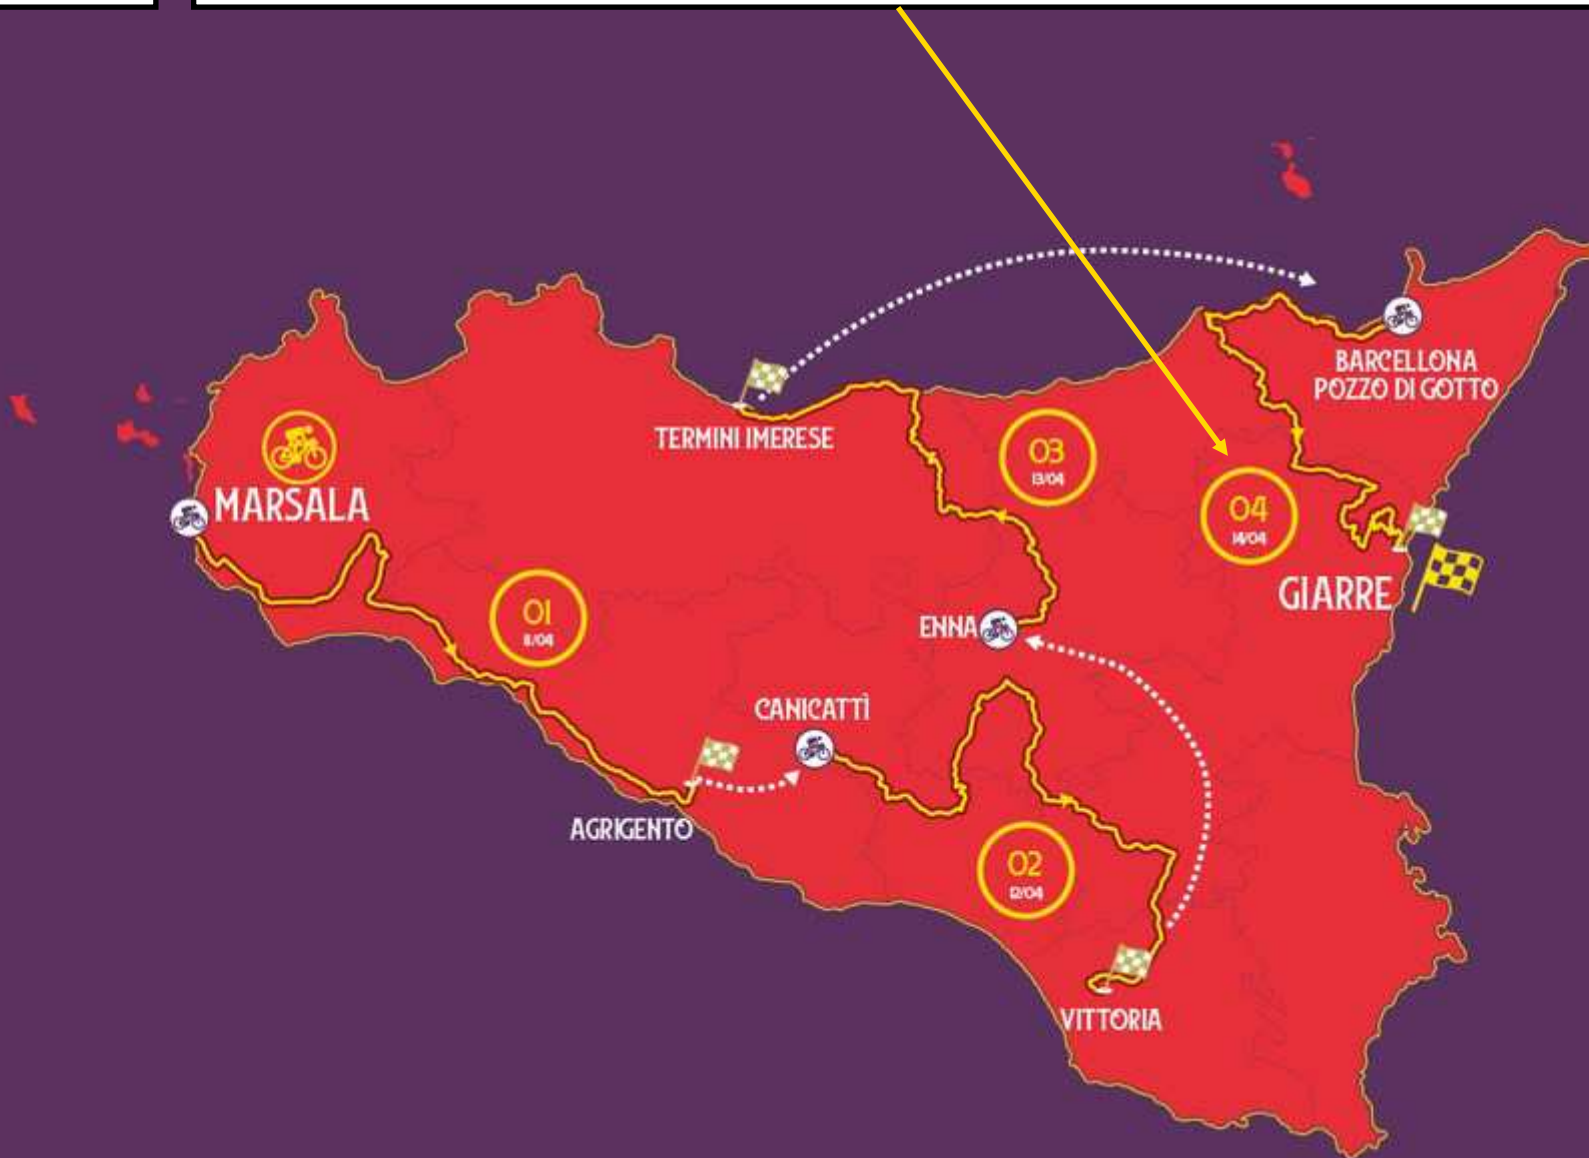 BARCELLONA
POZZO DI GOTTO
TERMINI IMERESE
03
13/04
MARSALA
04
14/04
GIARRE
01
11/04
ENNA
CANICATTÌ
AGRIGENTO
02
12/04
VITTORIA